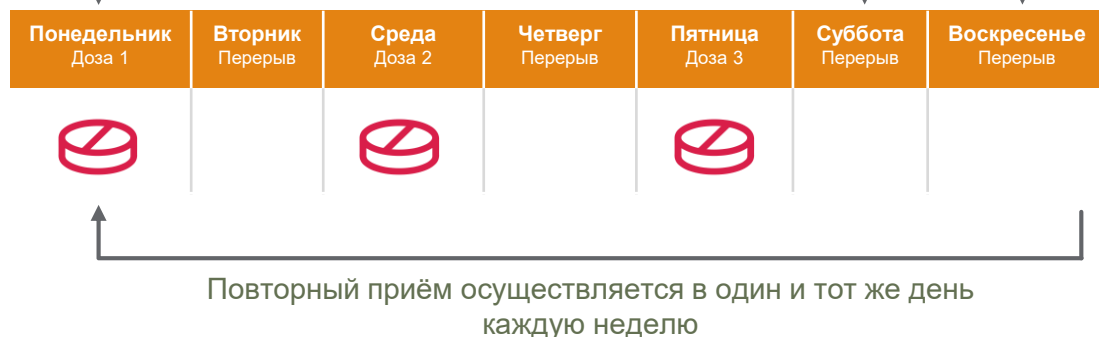 Понедельник Вторник Среда Четверг Пятница Суббота Воскресенье
Доза 1 Перерыв Доза 2 Перерыв Доза 3 Перерыв Перерыв
Повторный приём осуществляется в один и тот же день
каждую неделю